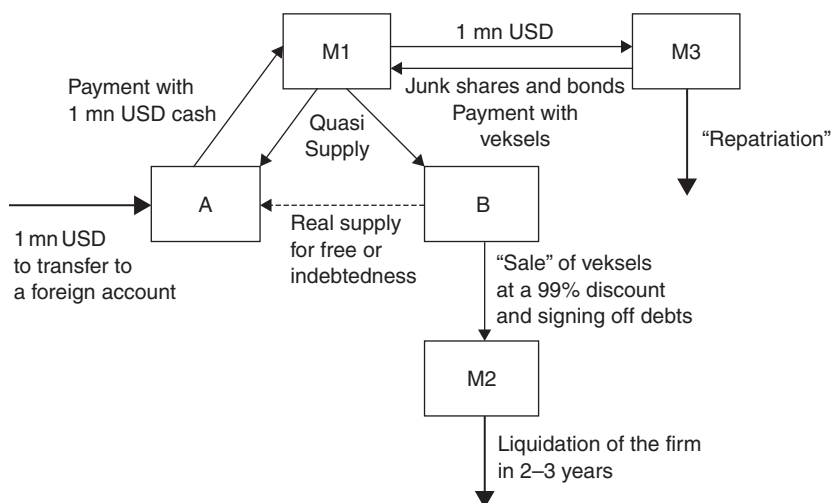 M1
1 mn USD
M3
Payment with
1 mn USD cash
Junk shares and bonds
Payment with
veksels
Quasi
Supply
“Repatriation”
A
B
1 mn USD
to transfer to
a foreign account
Real supply
for free or
indebtedness
“Sale” of veksels
at a 99% discount
and signing off debts
M2
Liquidation of the firm
in 2–3 years